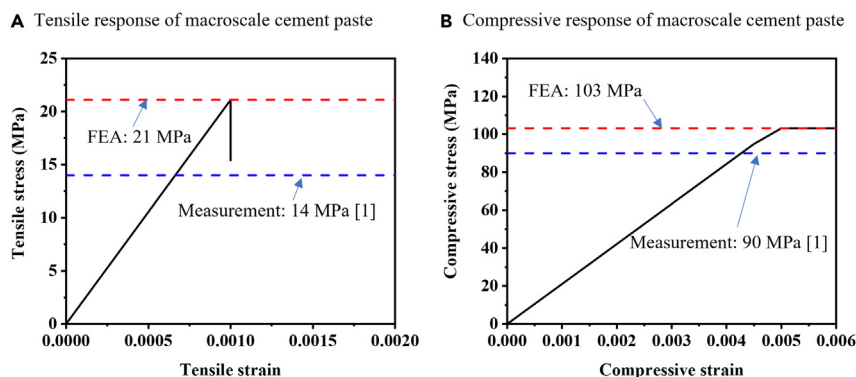 A Tensile response of macroscale cement paste
25
20
15
10
5
0
Tensile stress (MPa)
FEA: 21 MPa
Measurement: 14 MPa [1]
0.0000 0.0005 0.0010 0.0015 0.0020
Tensile strain
B Compressive response of macroscale cement paste
140
120
100
80
60
40
20
0
Compressive stress (MPa)
FEA: 103 MPa
Measurement: 90 MPa [1]
0.000 0.001 0.002 0.003 0.004 0.005 0.006
Compressive strain